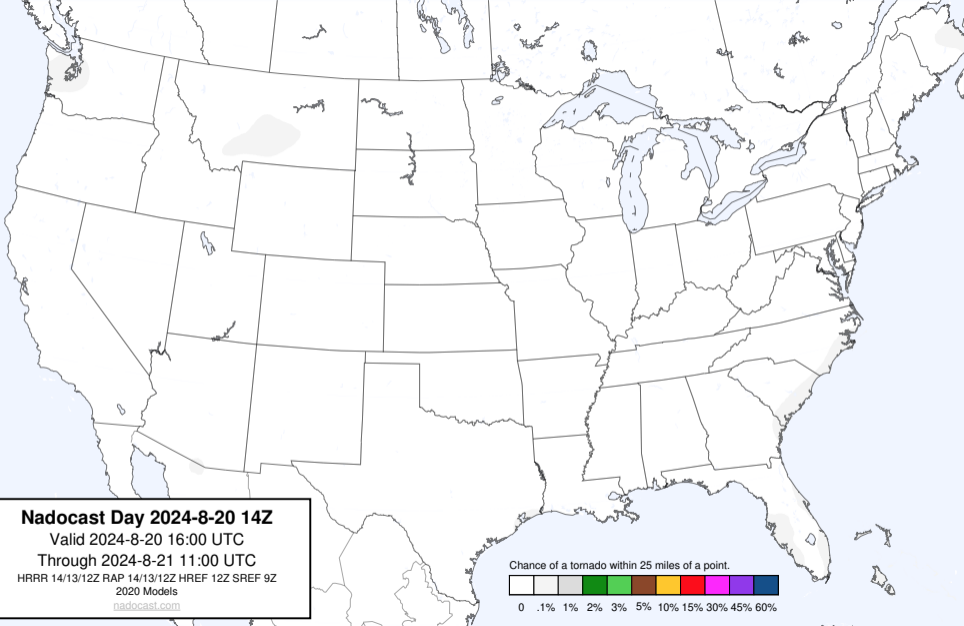 Nadocast Day 2024-8-20 14Z
Valid 2024-8-20 16:00 UTC
Through 2024-8-21 11:00 UTC
HRRR 14/13/12Z RAP 14/13/12Z HREF 12Z SREF 9Z
2020 Models
nadocast.com
Chance of a tornado within 25 miles of a point.
0 .1% 1% 2% 3% 5% 10% 15% 30% 45% 60%